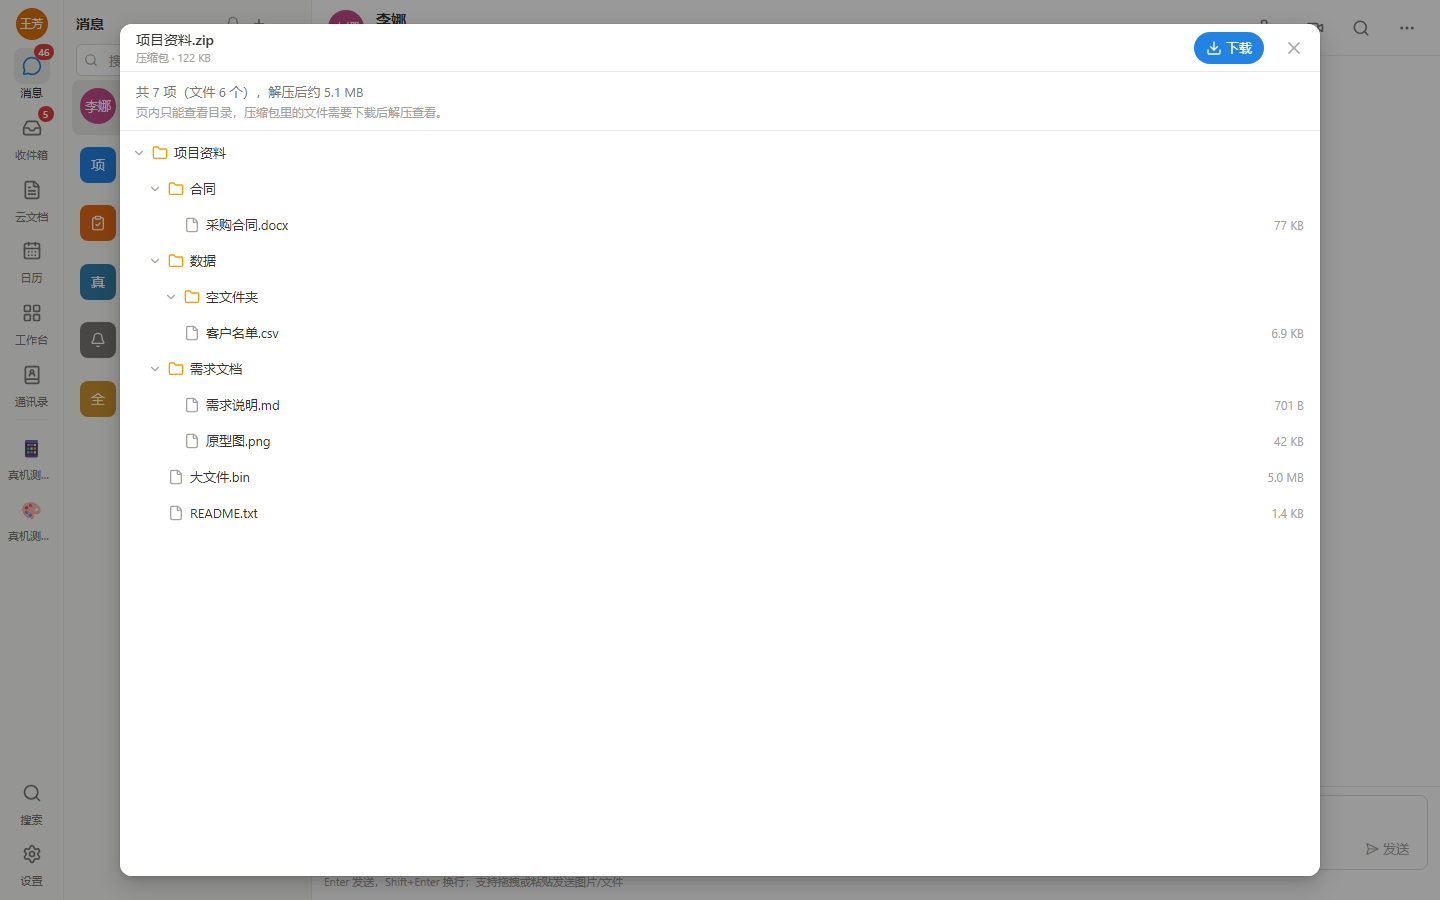 王芳
消息
李娜
项目资料.zip
压缩包 · 122 KB
下载
46
消息
搜
共 7 项（文件 6 个），解压后约 5.1 MB
页内只能查看目录，压缩包里的文件需要下载后解压查看。
李娜
5
收件箱
项
项目资料
合同
云文档
采购合同.docx
77 KB
数据
日历
真
空文件夹
工作台
客户名单.csv
6.9 KB
需求文档
通讯录
全
需求说明.md
701 B
原型图.png
42 KB
真机测...
大文件.bin
5.0 MB
README.txt
1.4 KB
真机测...
搜索
发送
设置
Enter 发送，Shift+Enter 换行；支持拖拽或粘贴发送图片/文件